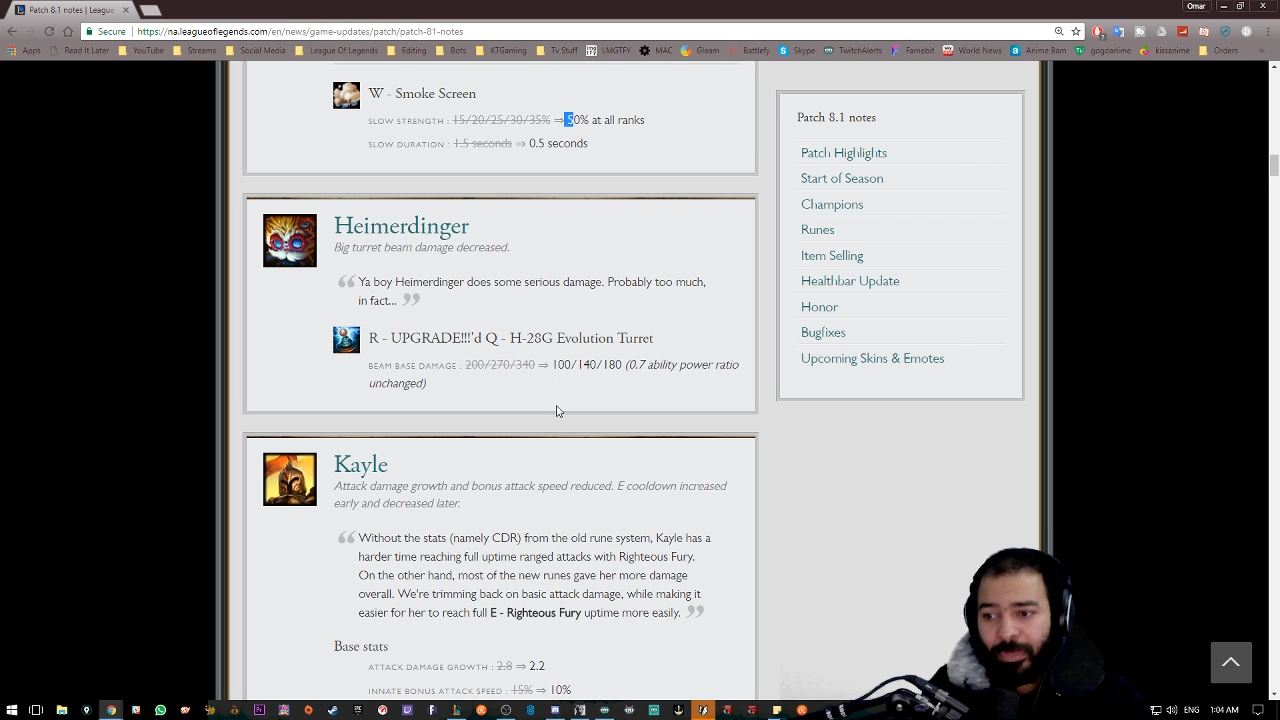 Patch 8.1 notes | League
Omar
Secure | https://na.leagueoflegends.com/en/news/game-updates/patch/patch-81-notes
Apps Read It Later YouTube Streams Social Media League Of Legends Editing Bots KTGaming Tv Stuff LMGTFY MAC Gleam Battlefy Skype TwitchAlerts Famebit World News Anime Bam gogoanime kissanime Orders
W - Smoke Screen
SLOW STRENGTH : 15/20/25/30/35% ⇒ 50% at all ranks
SLOW DURATION : 1.5 seconds ⇒ 0.5 seconds
Heimerdinger
Big turret beam damage decreased.
Ya boy Heimerdinger does some serious damage. Probably too much,
in fact...
R - UPGRADE!!!'d Q - H-28G Evolution Turret
BEAM BASE DAMAGE : 200/270/340 ⇒ 100/140/180 (0.7 ability power ratio
unchanged)
Kayle
Attack damage growth and bonus attack speed reduced. E cooldown increased
early and decreased later.
Without the stats (namely CDR) from the old rune system, Kayle has a
harder time reaching full uptime ranged attacks with Righteous Fury.
On the other hand, most of the new runes gave her more damage
overall. We're trimming back on basic attack damage, while making it
easier for her to reach full E - Righteous Fury uptime more easily.
Base stats
ATTACK DAMAGE GROWTH : 2.8 ⇒ 2.2
INNATE BONUS ATTACK SPEED : 15% ⇒ 10%
Patch 8.1 notes
Patch Highlights
Start of Season
Champions
Runes
Item Selling
Healthbar Update
Honor
Bugfixes
Upcoming Skins & Emotes
ENG 1:04 AM